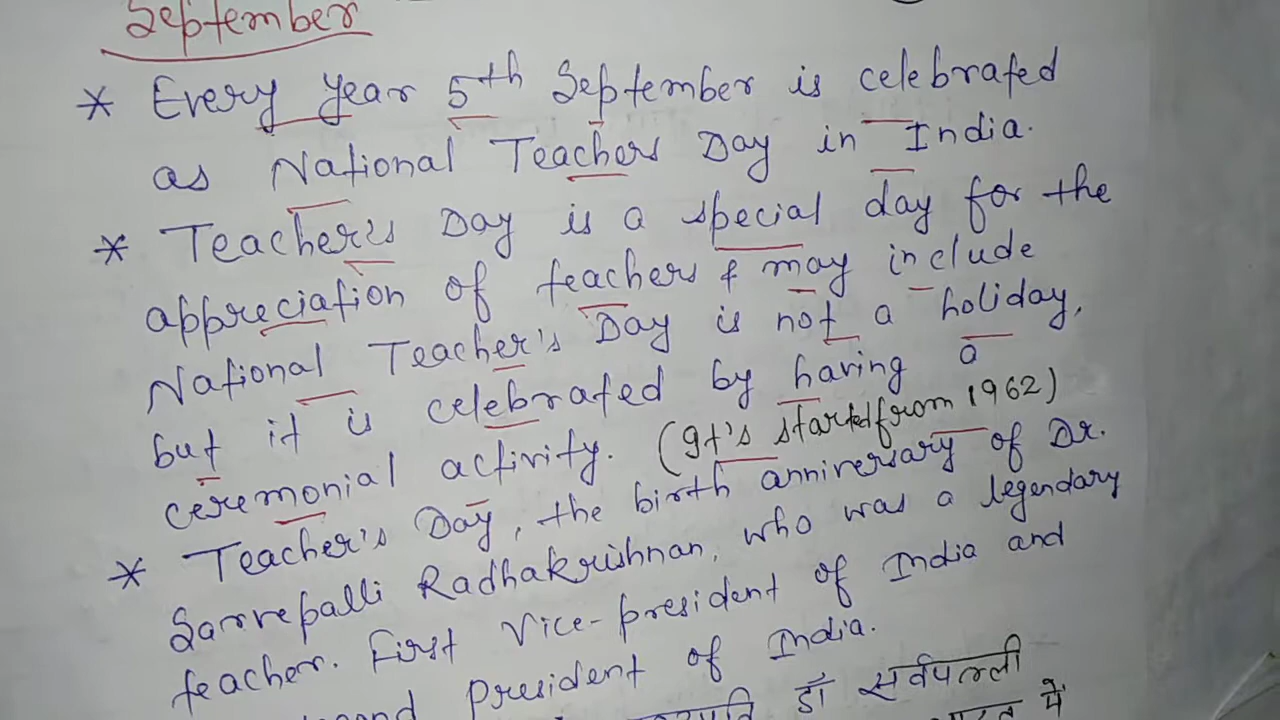 September
* Every year 5th September is celebrated
as National Teachers Day in India.
* Teacher's Day is a special day for the
appreciation of teachers & may include
National Teacher's Day is not a holiday,
but it is celebrated by having a
ceremonial activity. (It's started from 1962)
* Teacher's Day, the birth anniversary of Dr.
Sarvepalli Radhakrishnan, who was a legendary
teacher. First Vice-president of India and
president of India.
डॉ सर्वपल्ली
में